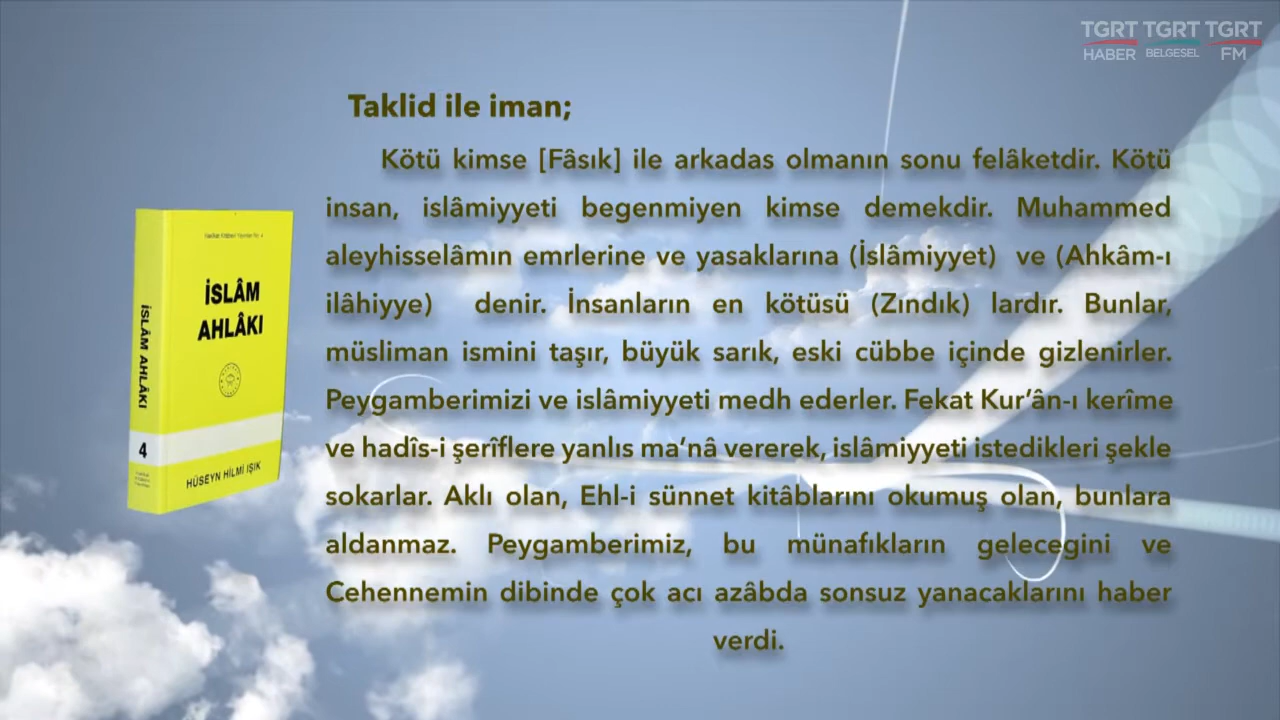 TGRT TGRT TGRT
HABER BELGESEL FM
Taklid ile iman;
Kötü kimse [Fâsık] ile arkadas olmanın sonu felâketdir. Kötü
insan, islâmiyyeti begenmiyen kimse demekdir. Muhammed
aleyhisselâmın emrlerine ve yasaklarına (İslâmiyyet) ve (Ahkâm-ı
ilâhiyye) denir. İnsanların en kötüsü (Zındık) lardır. Bunlar,
müsliman ismini taşır, büyük sarık, eski cübbe içinde gizlenirler.
Peygamberimizi ve islâmiyyeti medh ederler. Fekat Kur’ân-ı kerîme
ve hadîs-i şerîflere yanlıs ma’nâ vererek, islâmiyyeti istedikleri şekle
sokarlar. Aklı olan, Ehl-i sünnet kitâblarını okumuş olan, bunlara
aldanmaz. Peygamberimiz, bu münafıkların gelecegini ve
Cehennemin dibinde çok acı azâbda sonsuz yanacaklarını haber
verdi.
İSLÂM
AHLÂKI
HÜSEYN HİLMİ IŞIK
İSLÂM AHLÂKI
4